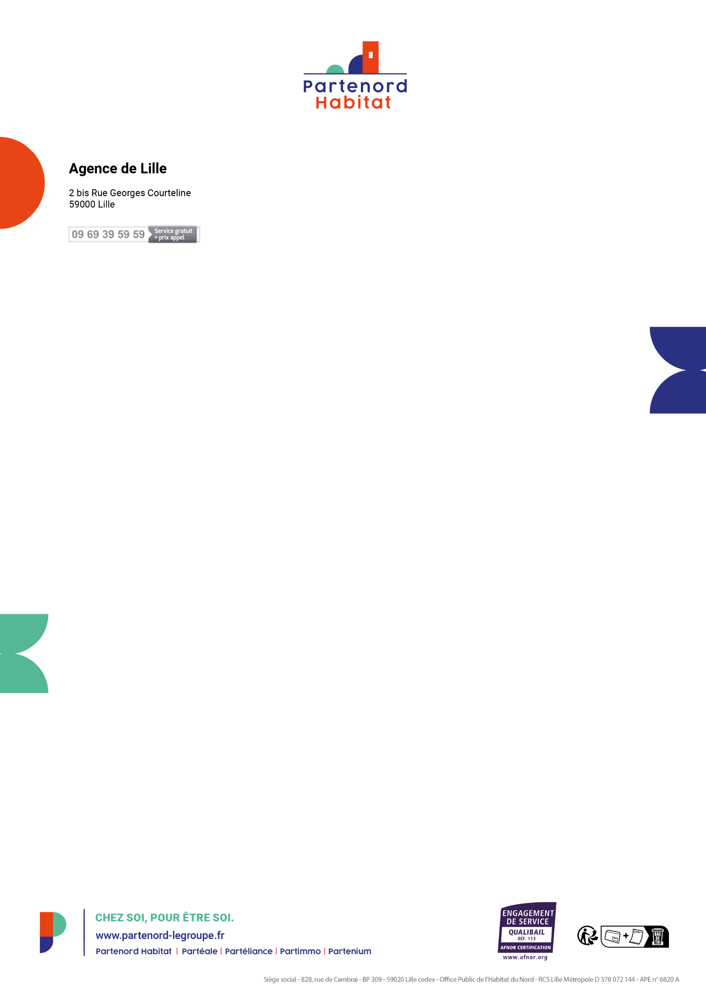 Partenord
Habitat
Agence de Lille
2 bis Rue Georges Courteline
59000 Lille
09 69 39 59 59 Service gratuit
+ prix appel
CHEZ SOI, POUR ÊTRE SOI.
www.partenord-legroupe.fr
Partenord Habitat | Partéale | Partéliance | Partimmo | Partenium
ENGAGEMENT
DE SERVICE
QUALIBAIL
REF. 113
AFNOR CERTIFICATION
www.afnor.org
+
BAC
DE
TRI
Siège social - 828, rue de Cambrai - BP 309 - 59020 Lille cedex - Office Public de l’Habitat du Nord - RCS Lille Métropole D 378 072 144 - APE n° 6820 A